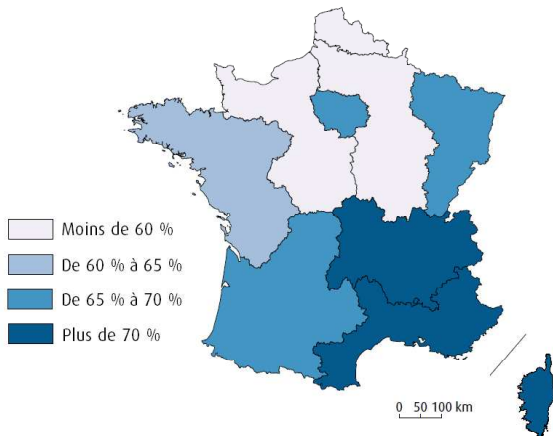 Moins de 60 %
De 60 % à 65 %
De 65 % à 70 %
Plus de 70 %
0 50 100 km